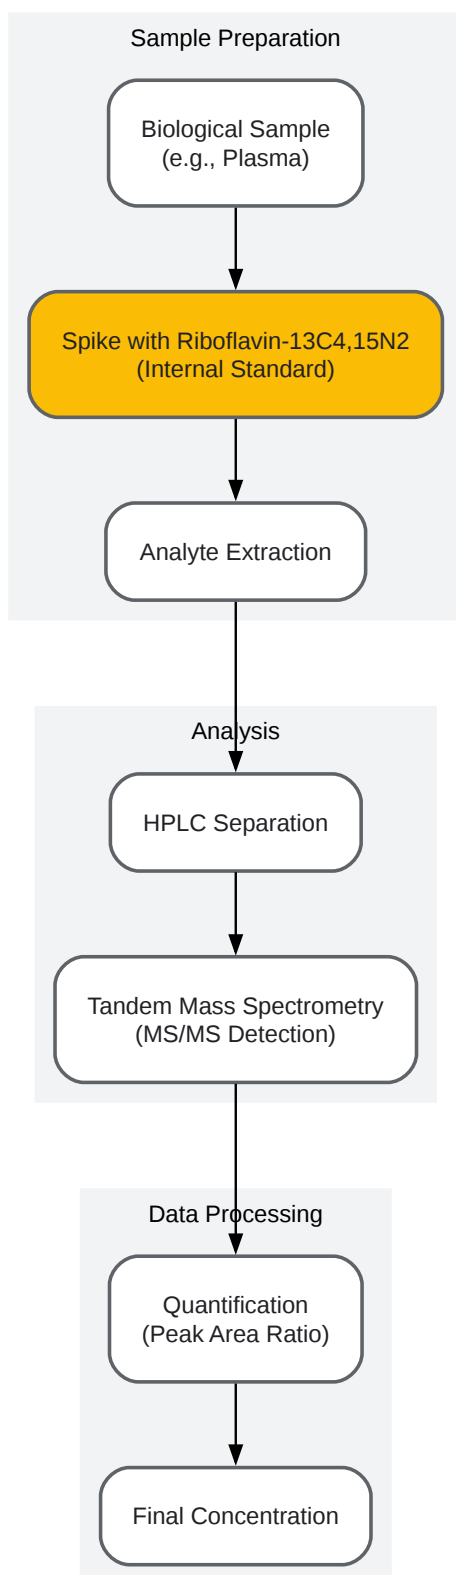 Sample Preparation
Biological Sample
(e.g., Plasma)
Spike with Riboflavin-13C4,15N2
(Internal Standard)
Analyte Extraction
Analysis
HPLC Separation
Tandem Mass Spectrometry
(MS/MS Detection)
Data Processing
Quantification
(Peak Area Ratio)
Final Concentration